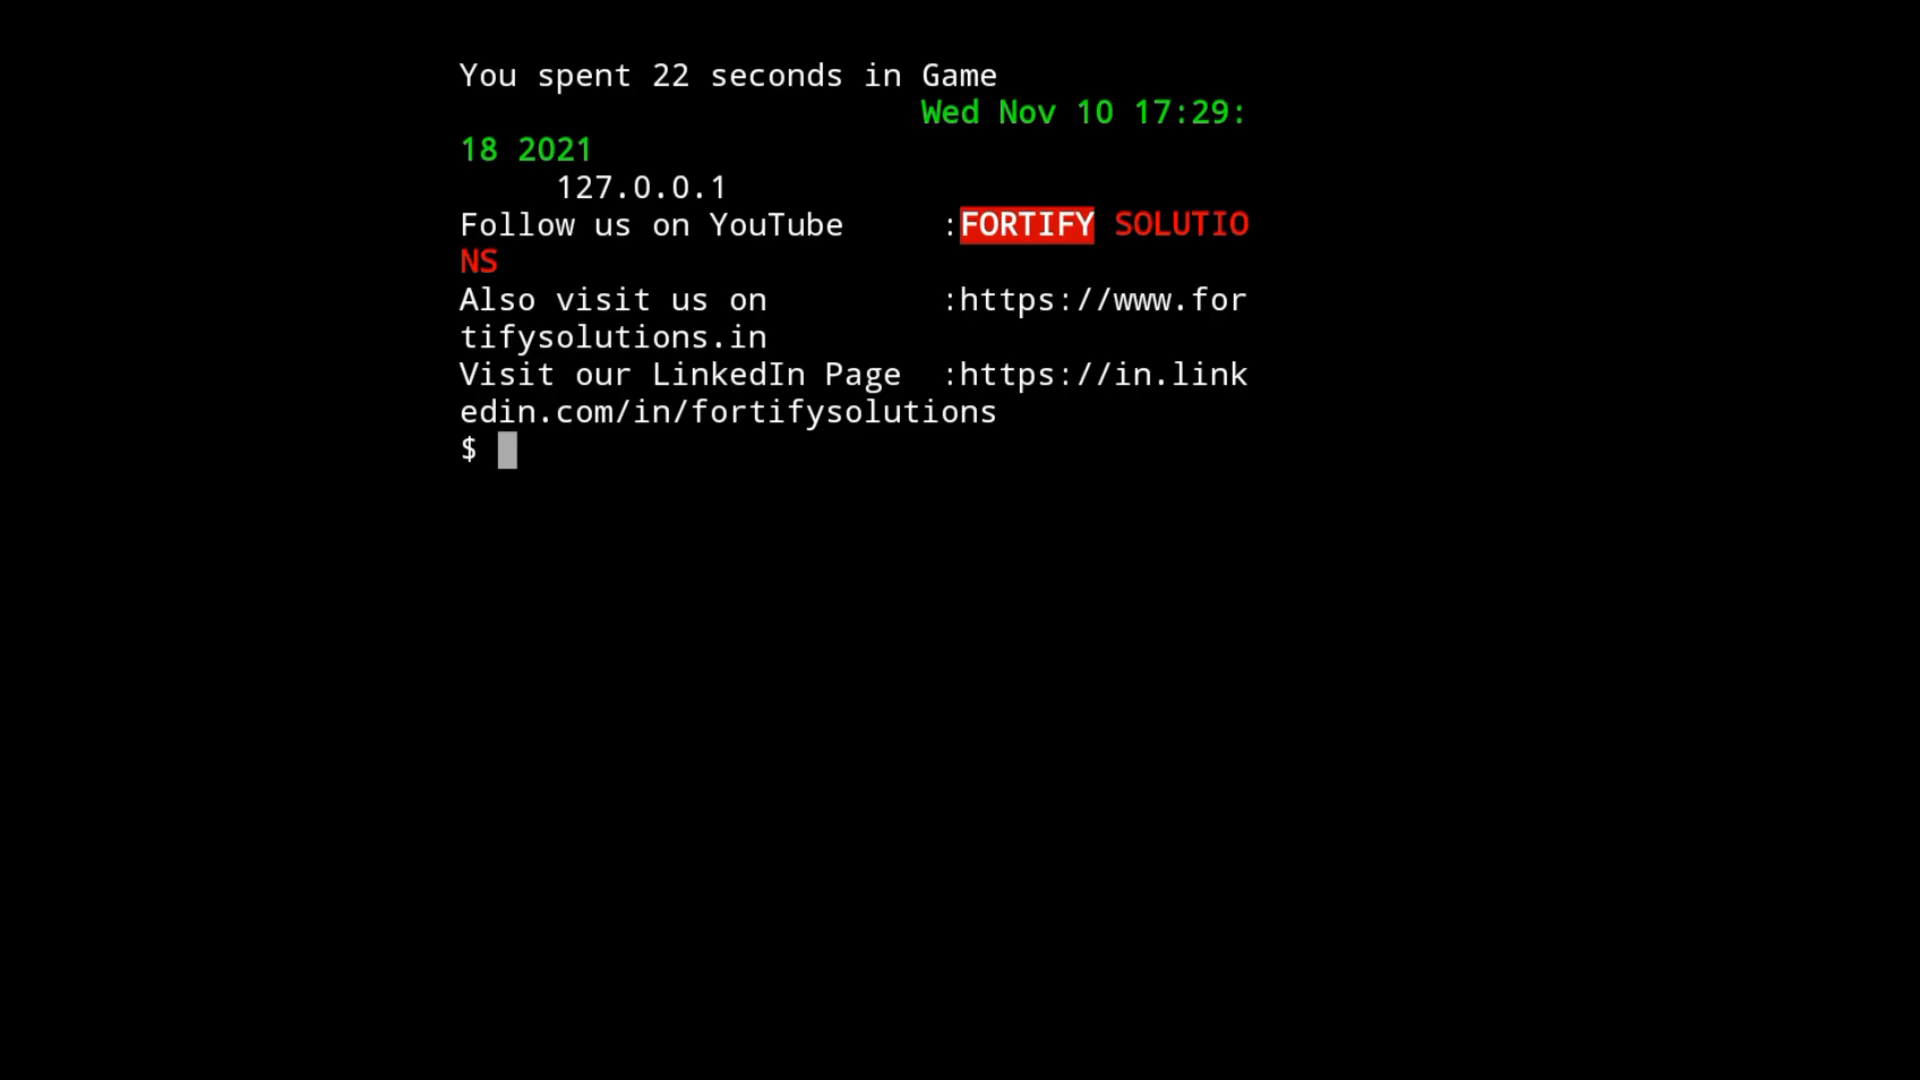 You spent 22 seconds in Game
Wed Nov 10 17:29:
18 2021
127.0.0.1
Follow us on YouTube :FORTIFY SOLUTIO
NS
Also visit us on :https://www.for
tifysolutions.in
Visit our LinkedIn Page :https://in.link
edin.com/in/fortifysolutions
$